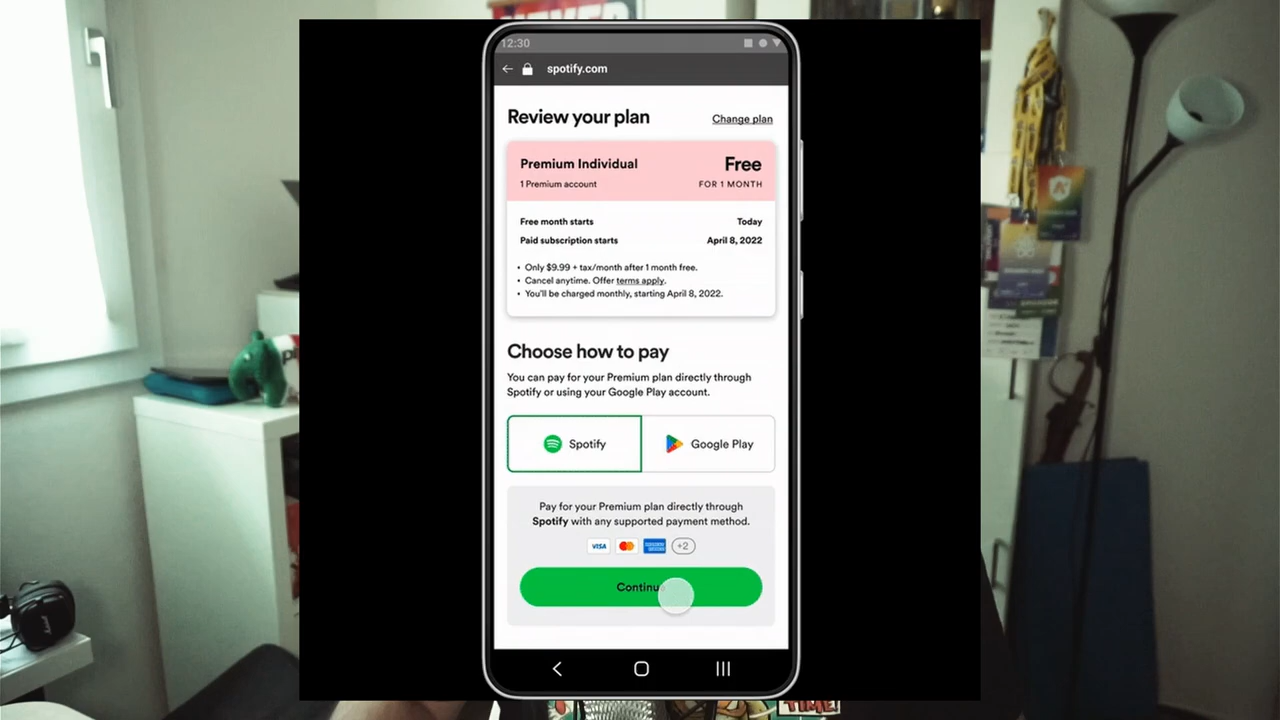 12:30
spotify.com
Review your plan
Change plan
Premium Individual
Free
1 Premium account
FOR 1 MONTH
Free month starts
Today
Paid subscription starts
April 8, 2022
• Only $9.99 + tax/month after 1 month free.
• Cancel anytime. Offer terms apply.
• You'll be charged monthly, starting April 8, 2022.
Choose how to pay
You can pay for your Premium plan directly through
Spotify or using your Google Play account.
Spotify
Google Play
Pay for your Premium plan directly through
Spotify with any supported payment method.
VISA
+2
Continu
Marshall
TIME!